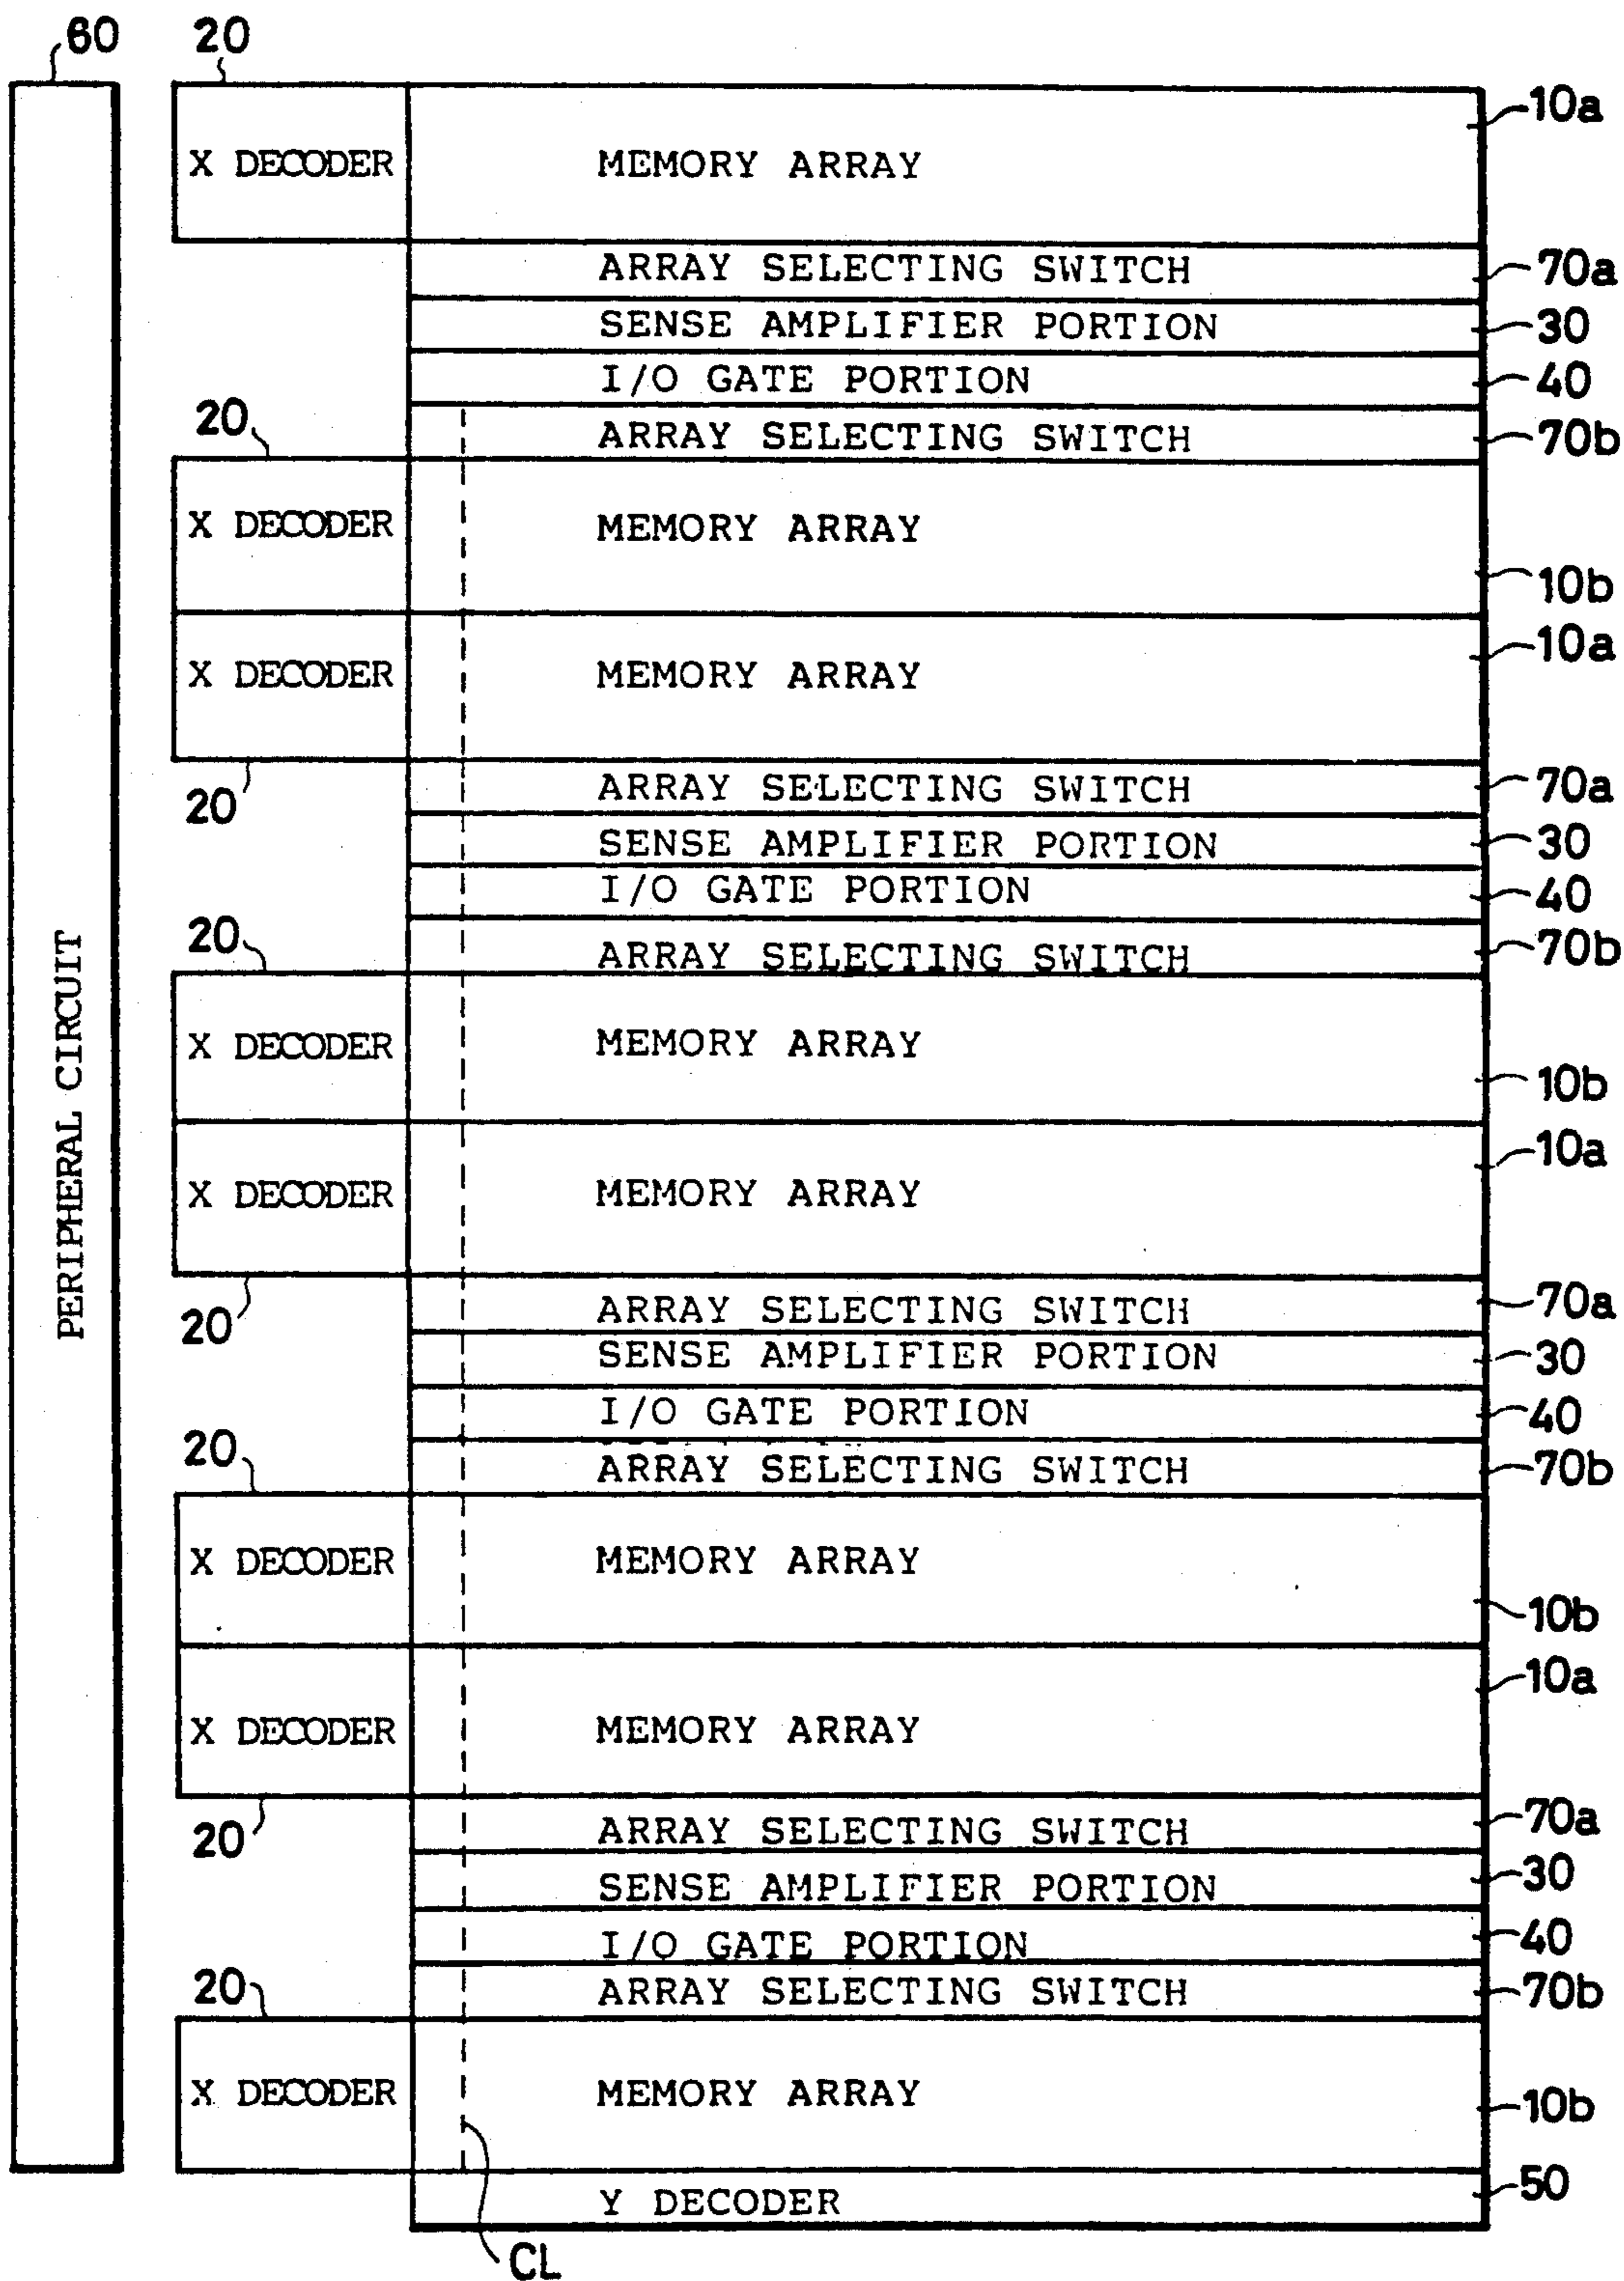 60
20
X DECODER MEMORY ARRAY 10a
ARRAY SELECTING SWITCH 70a
SENSE AMPLIFIER PORTION 30
I/O GATE PORTION 40
20 ARRAY SELECTING SWITCH 70b
X DECODER MEMORY ARRAY 10b
X DECODER MEMORY ARRAY 10a
20 ARRAY SELECTING SWITCH 70a
SENSE AMPLIFIER PORTION 30
I/O GATE PORTION 40
20 ARRAY SELECTING SWITCH 70b
X DECODER MEMORY ARRAY 10b
PERIPHERAL CIRCUIT
X DECODER MEMORY ARRAY 10a
20 ARRAY SELECTING SWITCH 70a
SENSE AMPLIFIER PORTION 30
I/O GATE PORTION 40
20 ARRAY SELECTING SWITCH 70b
X DECODER MEMORY ARRAY 10b
X DECODER MEMORY ARRAY 10a
20 ARRAY SELECTING SWITCH 70a
SENSE AMPLIFIER PORTION 30
I/O GATE PORTION 40
20 ARRAY SELECTING SWITCH 70b
X DECODER MEMORY ARRAY 10b
Y DECODER 50
CL